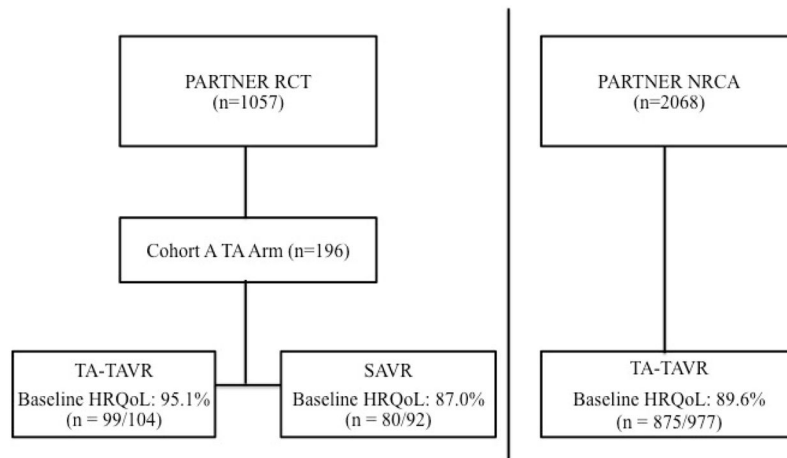 PARTNER RCT
(n=1057)
PARTNER NRCA
(n=2068)
Cohort A TA Arm (n=196)
TA-TAVR
Baseline HRQoL: 95.1%
(n = 99/104)
SAVR
Baseline HRQoL: 87.0%
(n = 80/92)
TA-TAVR
Baseline HRQoL: 89.6%
(n = 875/977)